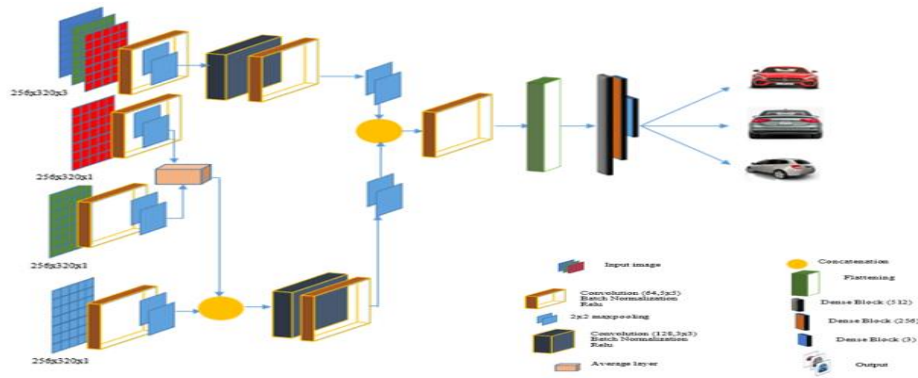 256x320x3
256x320x1
256x320x1
256x320x1
Input image
Convolution (64,5x5)
Batch Normalization
Relu
2x2 maxpooling
Convolution (128,3x3)
Batch Normalization
Relu
Average layer
Concatenation
Flattening
Dense Block (512)
Dense Block (256)
Dense Block (3)
Output